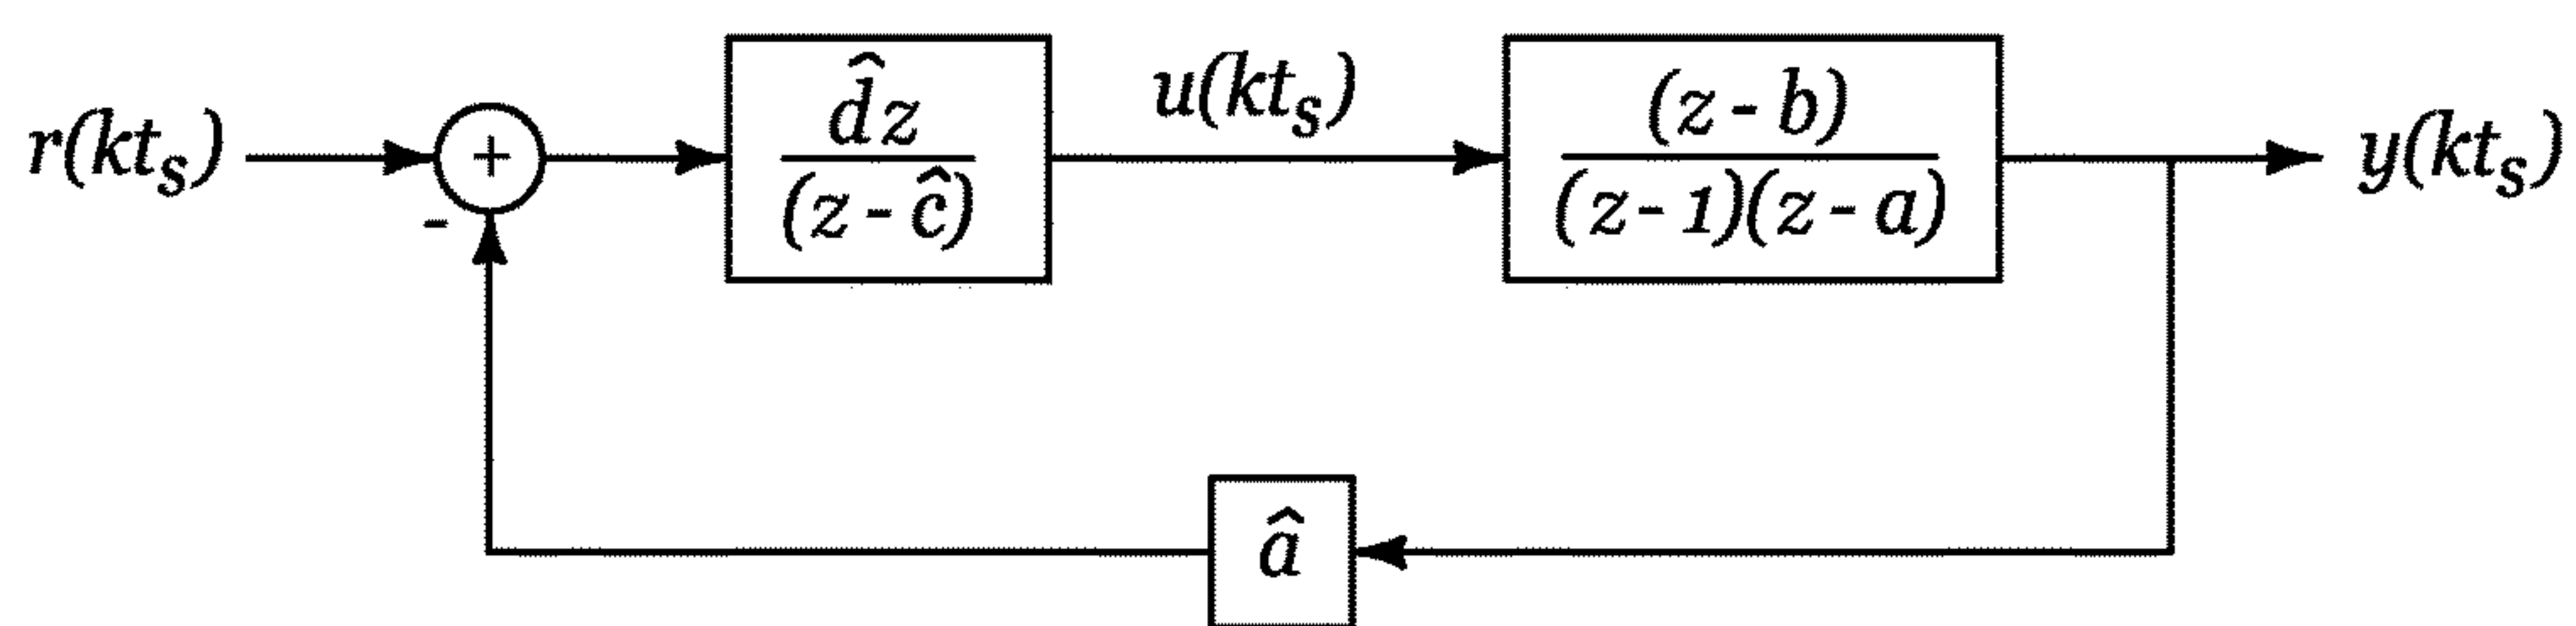 r(kt_s)
+
-
d̂ z
(z - ĉ)
u(kt_s)
(z - b)
(z - 1)(z - a)
y(kt_s)
â